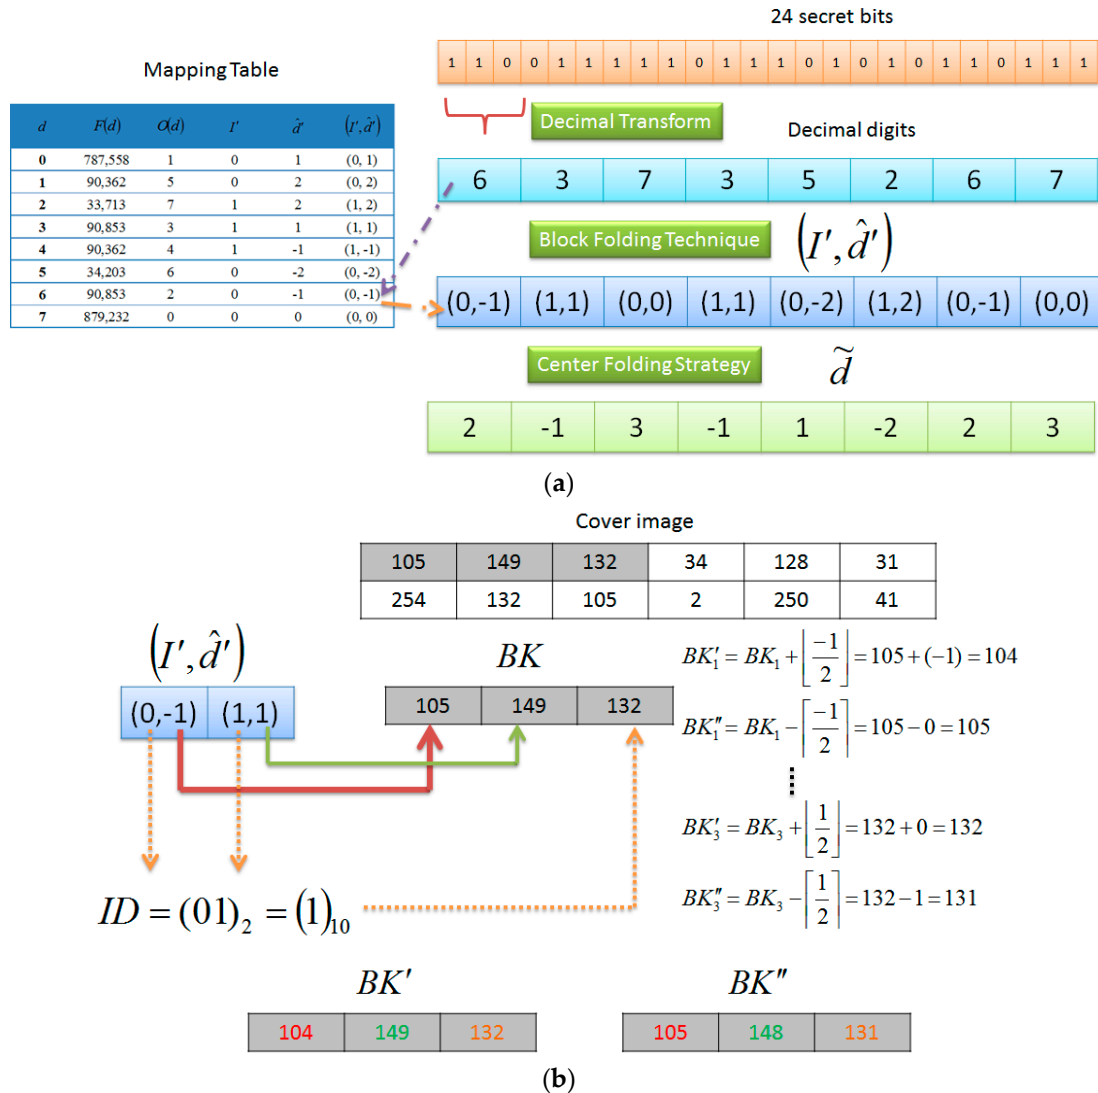 24 secret bits
1 1 0 0 1 1 1 1 1 0 1 1 1 0 1 0 1 0 1 1 0 1 1 1
Mapping Table
Decimal Transform
Decimal digits
d F(d) O(d) I′ d̂′ (I′, d̂′)
0 787,558 1 0 1 (0, 1)
1 90,362 5 0 2 (0, 2)
2 33,713 7 1 2 (1, 2)
3 90,853 3 1 1 (1, 1)
4 90,362 4 1 -1 (1, -1)
5 34,203 6 0 -2 (0, -2)
6 90,853 2 0 -1 (0, -1)
7 879,232 0 0 0 (0, 0)
6 3 7 3 5 2 6 7
Block Folding Technique (I′, d̂′)
(0,-1) (1,1) (0,0) (1,1) (0,-2) (1,2) (0,-1) (0,0)
Center Folding Strategy d̃
2 -1 3 -1 1 -2 2 3
(a)
Cover image
105 149 132 34 128 31
254 132 105 2 250 41
(I′, d̂′)
(0,-1) (1,1)
BK
105 149 132
BK′₁ = BK₁ + ⌊-1/2⌋ = 105 + (-1) = 104
BK″₁ = BK₁ - ⌈-1/2⌉ = 105 - 0 = 105
BK′₃ = BK₃ + ⌊1/2⌋ = 132 + 0 = 132
BK″₃ = BK₃ - ⌈1/2⌉ = 132 - 1 = 131
ID = (01)₂ = (1)₁₀
BK′ BK″
104 149 132 105 148 131
(b)